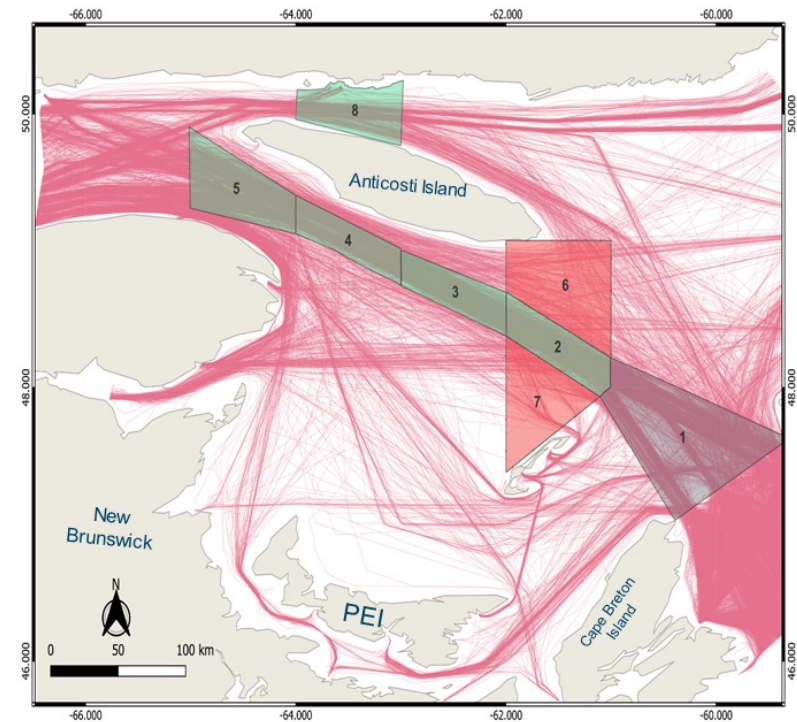 -66.000 -64.000 -62.000 -60.000
50.000 50.000
8
Anticosti Island
5
4
6
3
2
48.000 48.000
7
1
New
Brunswick
N
PEI
Cape Breton
Island
0 50 100 km
46.000 46.000
-66.000 -64.000 -62.000 -60.000